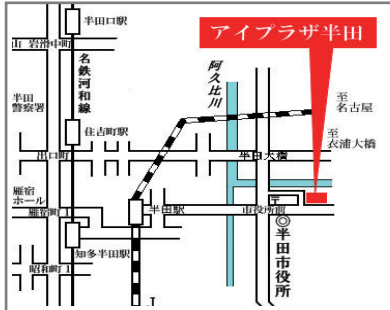 アイプラザ半田
半田口駅
山
岩滑中町
名鉄河和線
阿久比川
半田
警察署
住吉町駅
至
名古屋
至
衣浦大橋
出口町
半田大橋
雁宿
ホール
雁宿町1
半田駅
市役所前
〒
◎
半田市役所
知多半田駅
昭和町1
J